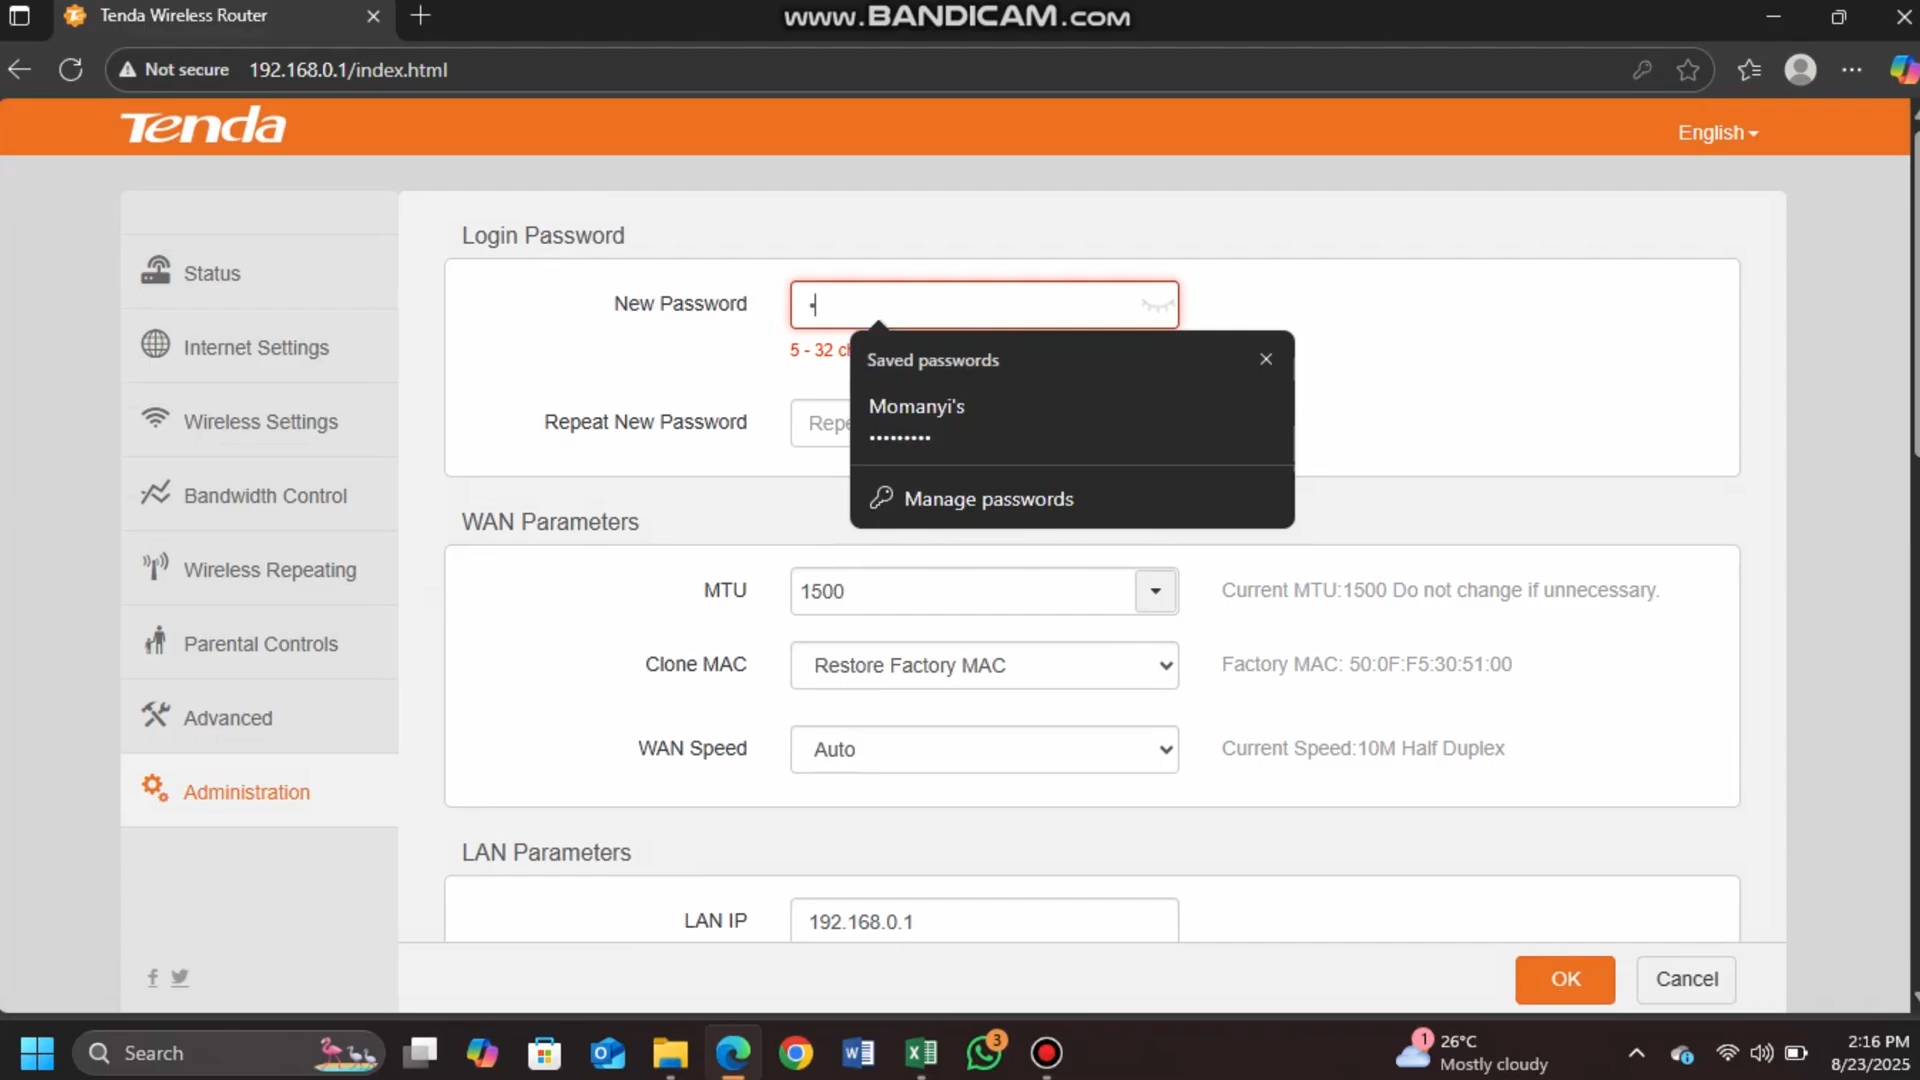 Tenda Wireless Router
www.BANDICAM.com
Not secure 192.168.0.1/index.html
Tenda
English
Status
Internet Settings
Wireless Settings
Bandwidth Control
Wireless Repeating
Parental Controls
Advanced
Administration
Login Password
New Password
5 - 32
Repeat New Password
Saved passwords
Momanyi's
•••••••••
Manage passwords
WAN Parameters
MTU 1500 Current MTU:1500 Do not change if unnecessary.
Clone MAC Restore Factory MAC Factory MAC: 50:0F:F5:30:51:00
WAN Speed Auto Current Speed:10M Half Duplex
LAN Parameters
LAN IP 192.168.0.1
OK Cancel
Search
3
1
26°C
Mostly cloudy
2:16 PM
8/23/2025